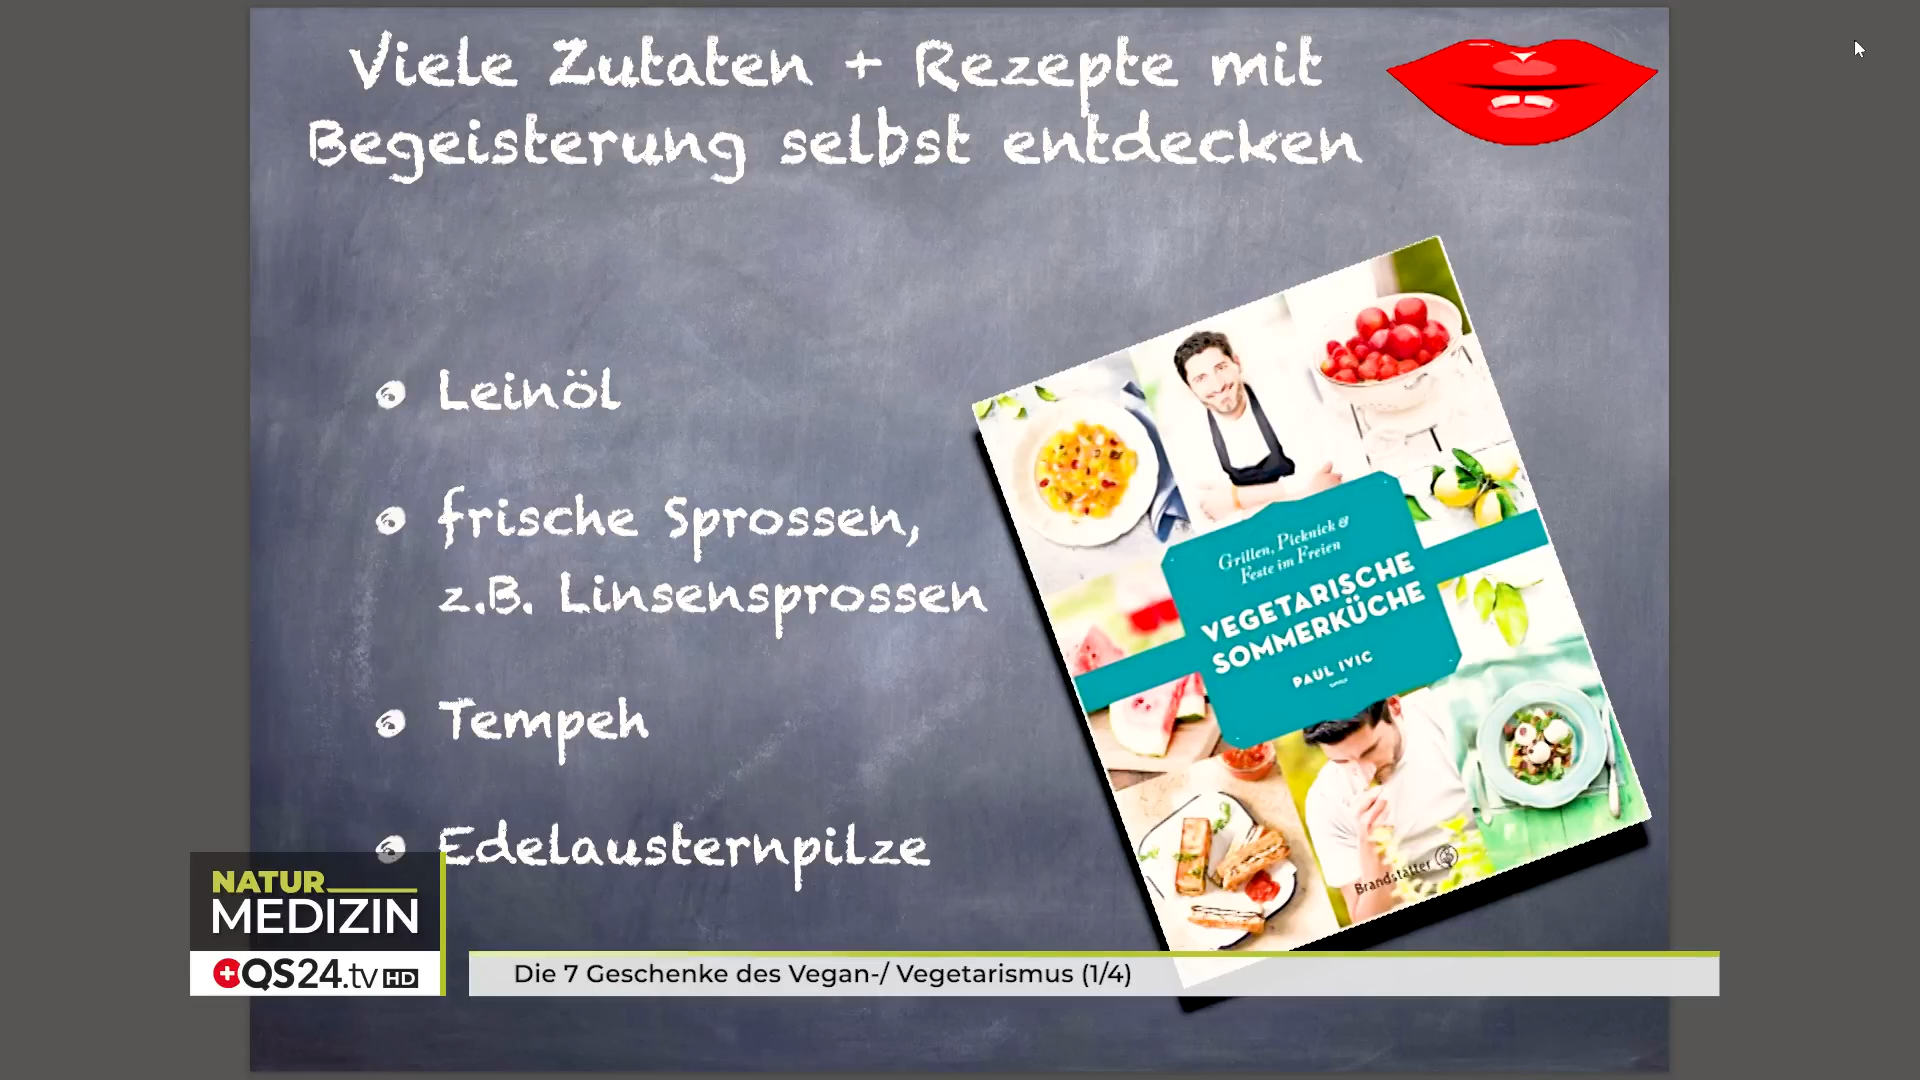 Viele Zutaten + Rezepte mit
Begeisterung selbst entdecken
Leinöl
frische Sprossen,
z.B. Linsensprossen
Tempeh
Edelausternpilze
Grillen, Picknick &
Feste im Freien
VEGETARISCHE
SOMMERKÜCHE
PAUL IVIC
Brandstätter
NATUR
MEDIZIN
QS24.tv HD
Die 7 Geschenke des Vegan-/ Vegetarismus (1/4)